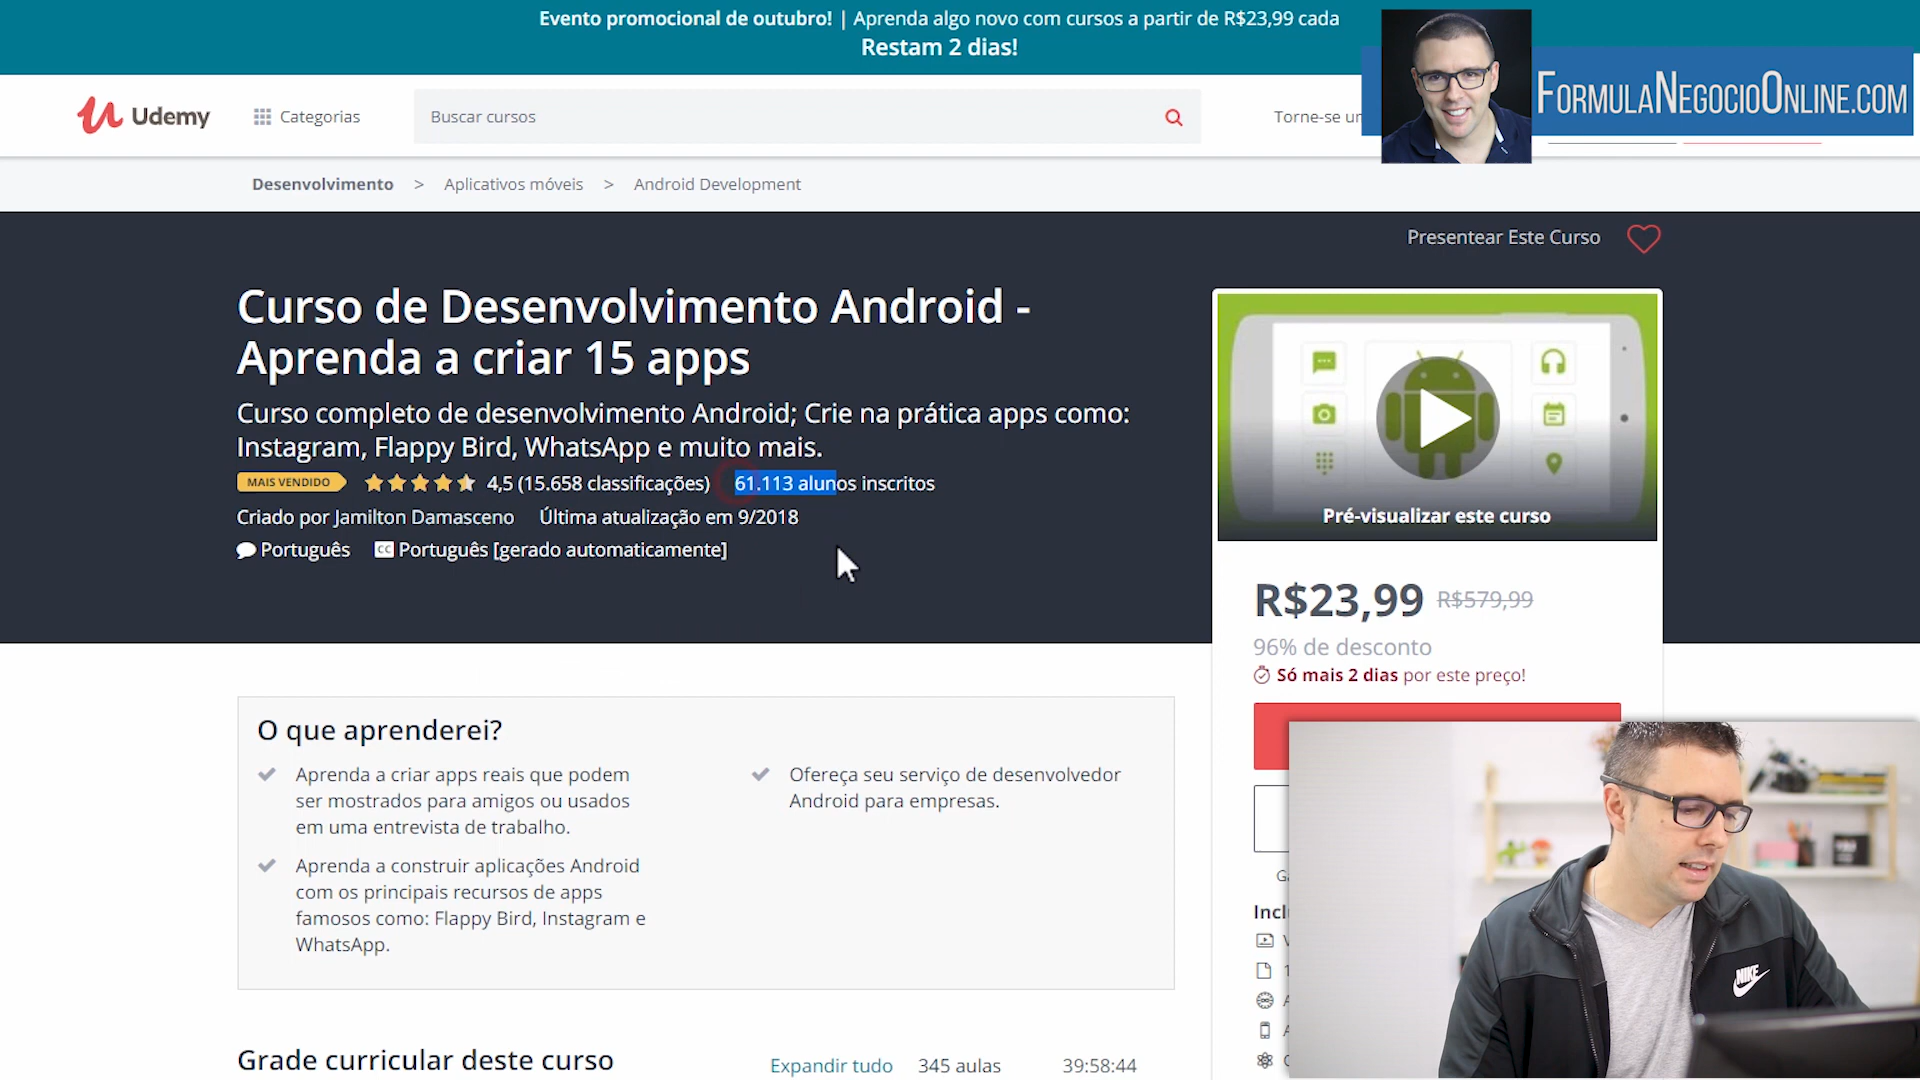 Evento promocional de outubro! | Aprenda algo novo com cursos a partir de R$23,99 cada
Restam 2 dias!
FORMULANEGOCIOONLINE.COM
Udemy
Categorias
Buscar cursos
Torne-se
Desenvolvimento > Aplicativos móveis > Android Development
Presentear Este Curso
Curso de Desenvolvimento Android -
Aprenda a criar 15 apps
Curso completo de desenvolvimento Android; Crie na prática apps como:
Instagram, Flappy Bird, WhatsApp e muito mais.
MAIS VENDIDO 4,5 (15.658 classificações) 61.113 alunos inscritos
Criado por Jamilton Damasceno Última atualização em 9/2018
Português CC Português [gerado automaticamente]
Pré-visualizar este curso
R$23,99 R$579,99
96% de desconto
Só mais 2 dias por este preço!
O que aprenderei?
Aprenda a criar apps reais que podem
ser mostrados para amigos ou usados
em uma entrevista de trabalho.
Ofereça seu serviço de desenvolvedor
Android para empresas.
Aprenda a construir aplicações Android
com os principais recursos de apps
famosos como: Flappy Bird, Instagram e
WhatsApp.
Grade curricular deste curso
Expandir tudo 345 aulas 39:58:44
NIKE